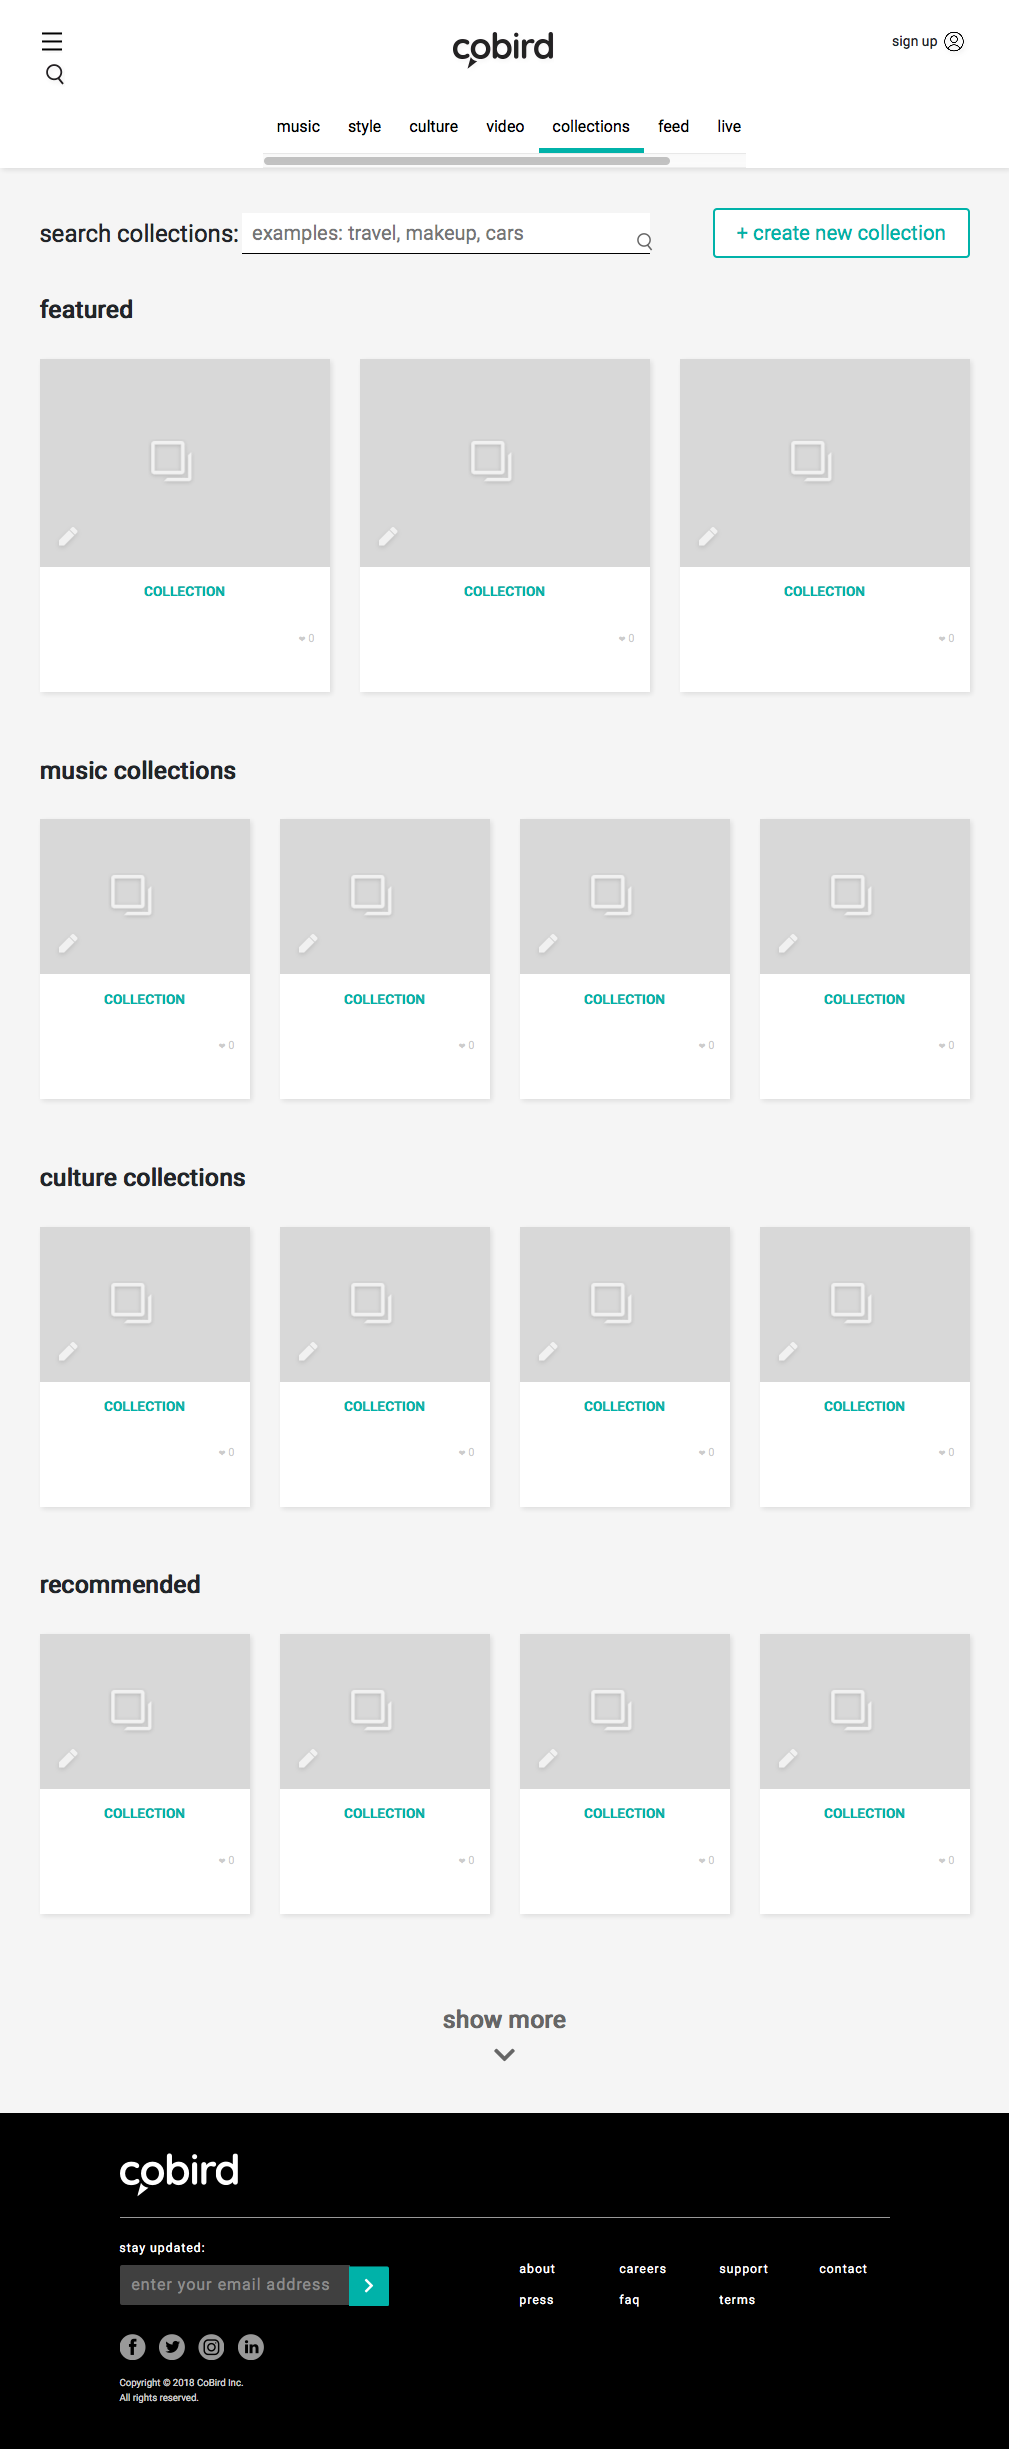 cobird
sign up
music style culture video collections feed live
search collections: examples: travel, makeup, cars
+ create new collection
featured
COLLECTION COLLECTION COLLECTION
0 0 0
music collections
COLLECTION COLLECTION COLLECTION COLLECTION
0 0 0 0
culture collections
COLLECTION COLLECTION COLLECTION COLLECTION
0 0 0 0
recommended
COLLECTION COLLECTION COLLECTION COLLECTION
0 0 0 0
show more
cobird
stay updated:
enter your email address
about careers support contact
press faq terms
Copyright © 2018 CoBird Inc.
All rights reserved.